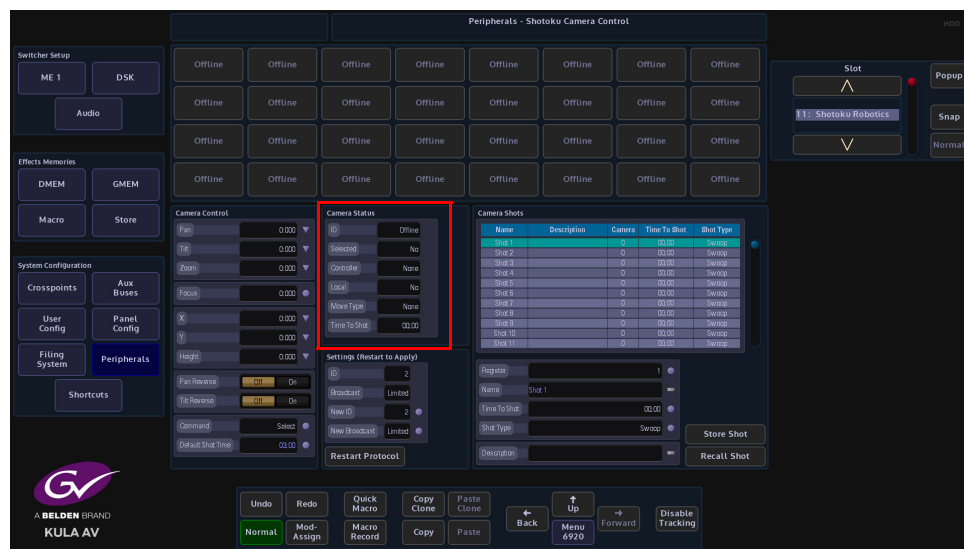 Peripherals - Shotoku Camera Control
HDD
Switcher Setup
ME 1 DSK
Audio
Effects Memories
DMEM GMEM
Macro Store
System Configuration
Crosspoints Aux Buses
User Config Panel Config
Filing System Peripherals
Shortcuts
Offline Offline Offline Offline Offline Offline Offline Offline
Offline Offline Offline Offline Offline Offline Offline Offline
Offline Offline Offline Offline Offline Offline Offline Offline
Offline Offline Offline Offline Offline Offline Offline Offline
Slot
11: Shotoku Robotics
Popup
Snap
Normal
Camera Control
Pan 0:000
Tilt 0:000
Zoom 0:000
Focus 0:000
X 0:000
Y 0:000
Height 0:000
Pan Reverse Off On
Tilt Reverse Off On
Command Select
Default Shot Time 03;00
Camera Status
ID Offline
Selected No
Controller None
Local No
Move Type None
Time To Shot 00;00
Settings (Restart to Apply)
ID 2
Broadcast Limited
New ID 2
New Broadcast Limited
Restart Protocol
Camera Shots
Name Description Camera Time To Shot Shot Type
Shot 1 0 00;00 Swoop
Shot 2 0 00;00 Swoop
Shot 3 0 00;00 Swoop
Shot 4 0 00;00 Swoop
Shot 5 0 00;00 Swoop
Shot 6 0 00;00 Swoop
Shot 7 0 00;00 Swoop
Shot 8 0 00;00 Swoop
Shot 9 0 00;00 Swoop
Shot 10 0 00;00 Swoop
Shot 11 0 00;00 Swoop
Register 1
Name Shot 1
Time To Shot 00;00
Shot Type Swoop
Description
Store Shot
Recall Shot
GV
A BELDEN BRAND
KULA AV
Undo Redo Quick Macro Copy Clone Paste Clone Up
Back Forward Disable Tracking
Normal Mod-Assign Macro Record Copy Paste Menu 6920